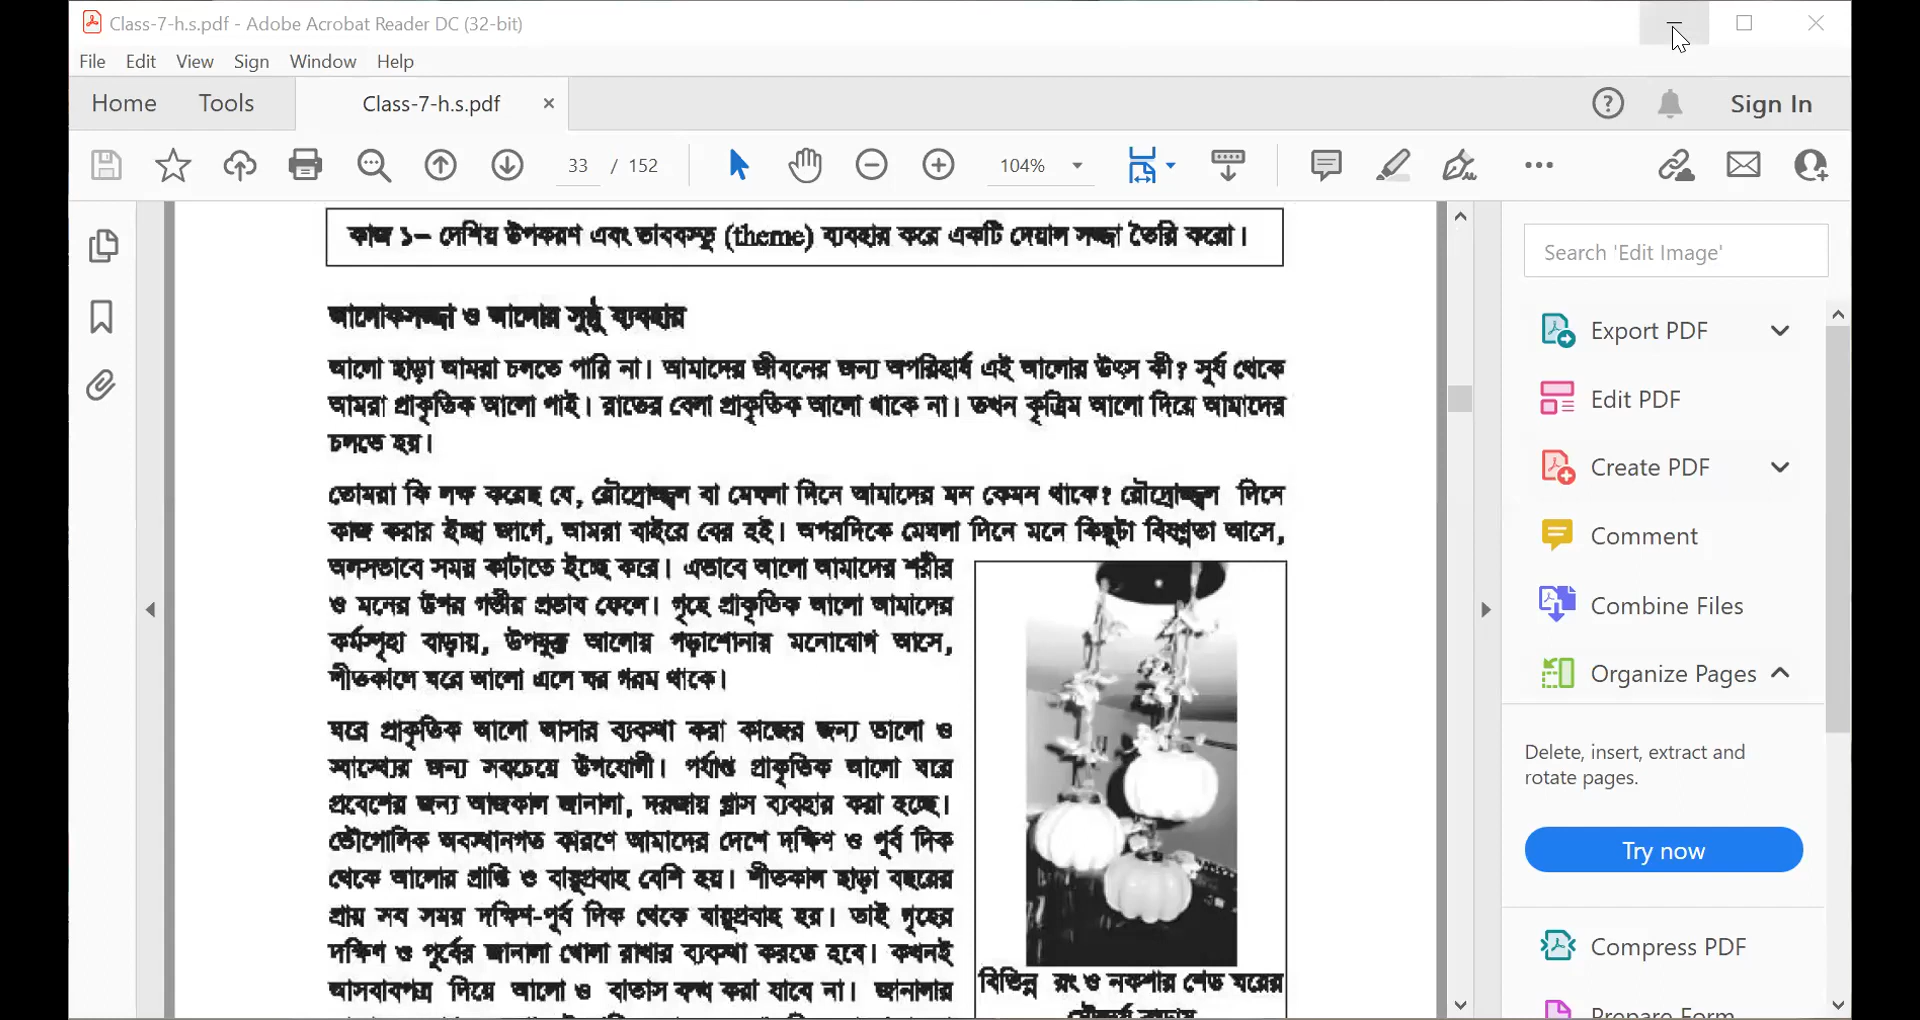 Class-7-h.s.pdf - Adobe Acrobat Reader DC (32-bit)
File Edit View Sign Window Help
Home Tools Class-7-h.s.pdf Sign In
33 / 152 104%
কাজ ১– দেশিয় উপকরণ এবং ভাববস্তু (theme) ব্যবহার করে একটি দেয়াল সজ্জা তৈরি করো।
আলোকসজ্জা ও আলোর সুষ্ঠু ব্যবহার
আলো ছাড়া আমরা চলতে পারি না। আমাদের জীবনের জন্য অপরিহার্য এই আলোর উৎস কী? সূর্য থেকে
আমরা প্রাকৃতিক আলো পাই। রাতের বেলা প্রাকৃতিক আলো থাকে না। তখন কৃত্রিম আলো দিয়ে আমাদের
চলতে হয়।
তোমরা কি লক্ষ করেছ যে, রৌদ্রোজ্জ্বল বা মেঘলা দিনে আমাদের মন কেমন থাকে? রৌদ্রোজ্জ্বল দিনে
কাজ করার ইচ্ছা জাগে, আমরা বাইরে বের হই। অপরদিকে মেঘলা দিনে মনে কিছুটা বিষণ্ণতা আসে,
অলসভাবে সময় কাটাতে ইচ্ছে করে। এভাবে আলো আমাদের শরীর
ও মনের উপর গভীর প্রভাব ফেলে। গৃহে প্রাকৃতিক আলো আমাদের
কর্মস্পৃহা বাড়ায়, উপযুক্ত আলোয় পড়াশোনায় মনোযোগ আসে,
শীতকালে ঘরে আলো এলে ঘর গরম থাকে।
ঘরে প্রাকৃতিক আলো আসার ব্যবস্থা করা কাজের জন্য ভালো ও
স্বাস্থ্যের জন্য সবচেয়ে উপযোগী। পর্যাপ্ত প্রাকৃতিক আলো ঘরে
প্রবেশের জন্য আজকাল জানালা, দরজায় গ্লাস ব্যবহার করা হচ্ছে।
ভৌগোলিক অবস্থানগত কারণে আমাদের দেশে দক্ষিণ ও পূর্ব দিক
থেকে আলোর প্রাপ্তি ও বায়ুপ্রবাহ বেশি হয়। শীতকাল ছাড়া বছরের
প্রায় সব সময় দক্ষিণ-পূর্ব দিক থেকে বায়ুপ্রবাহ হয়। তাই গৃহের
দক্ষিণ ও পূর্বের জানালা খোলা রাখার ব্যবস্থা করতে হবে। কখনই
আসবাবপত্র দিয়ে আলো ও বাতাস বন্ধ করা যাবে না। জানালার
বিভিন্ন রং ও নকশার শেড ঘরের
সৌন্দর্য বাড়ায়
Search 'Edit Image'
Export PDF
Edit PDF
Create PDF
Comment
Combine Files
Organize Pages
Delete, insert, extract and
rotate pages.
Try now
Compress PDF
Prepare Form